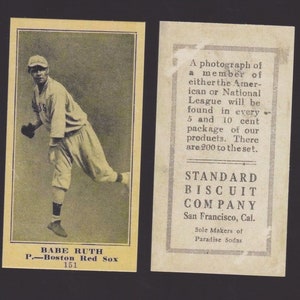 BABE RUTH
P.—Boston Red Sox
151
A photograph of
a member of
either the Amer-
ican or National
League will be
found in every
5 and 10 cent
package of our
products. There
are 200 to the set.
STANDARD
BISCUIT
COMPANY
San Francisco, Cal.
Sole Makers of
Paradise Sodas